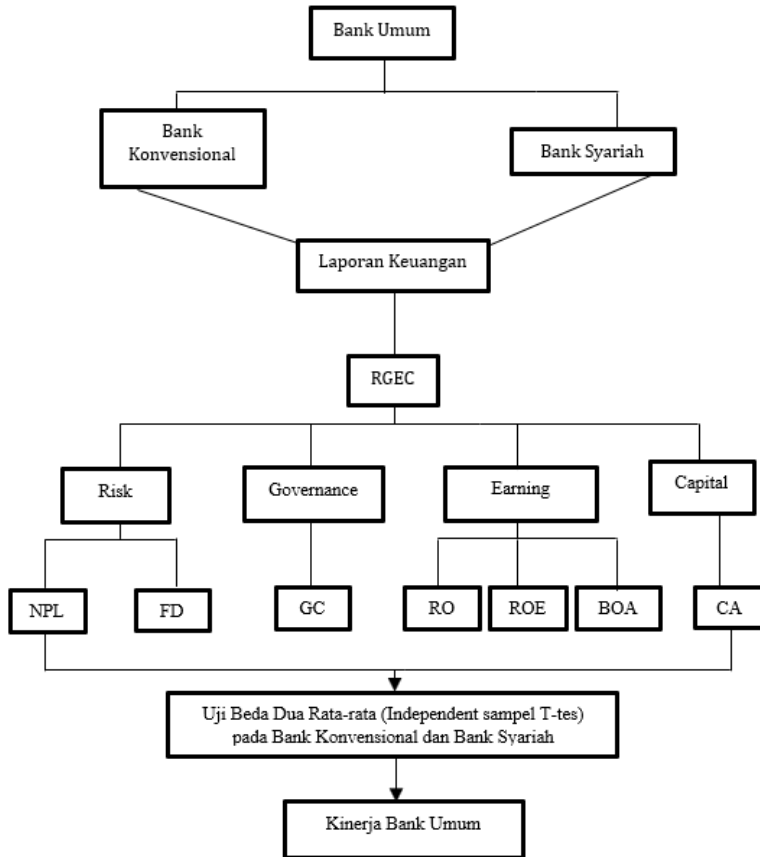 Bank Umum
Bank
Konvensional
Bank Syariah
Laporan Keuangan
RGEC
Risk
Governance
Earning
Capital
NPL
FD
GC
RO
ROE
BOA
CA
Uji Beda Dua Rata-rata (Independent sampel T-tes)
pada Bank Konvensional dan Bank Syariah
Kinerja Bank Umum